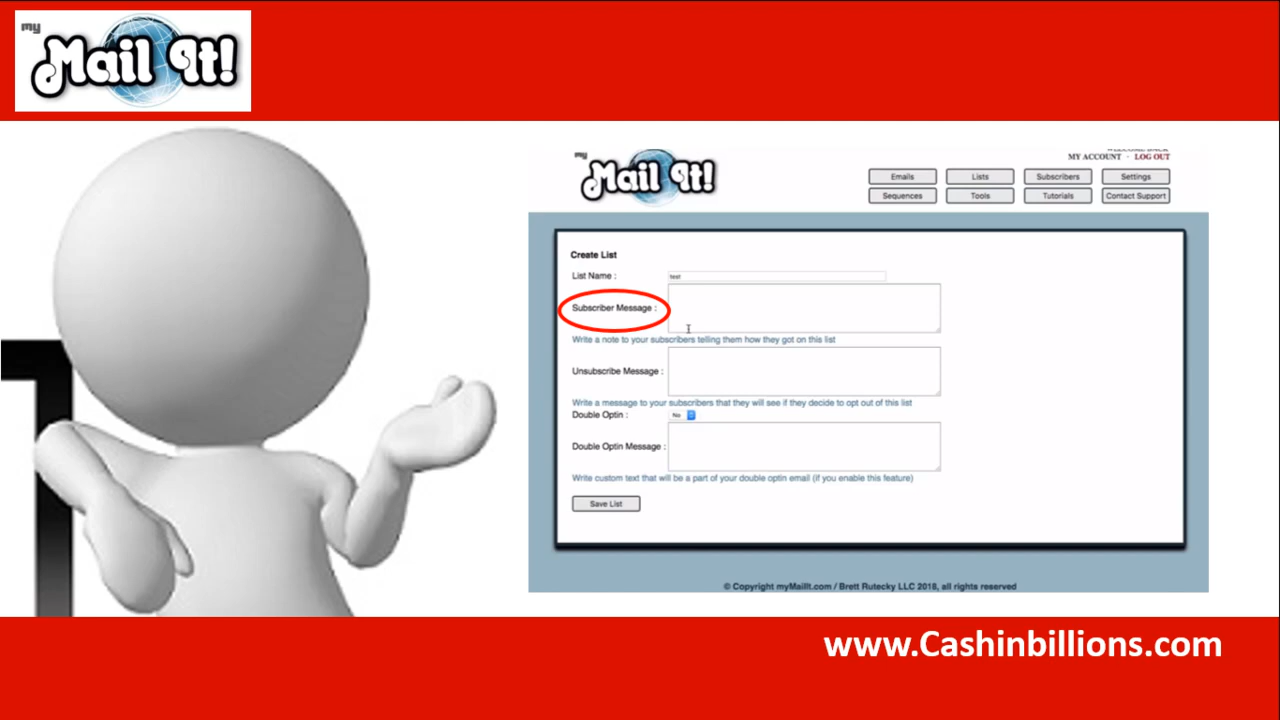 my
Mail It!
my
Mail It!
MY ACCOUNT · LOG OUT
Emails Lists Subscribers Settings
Sequences Tools Tutorials Contact Support
Create List
List Name : test
Subscriber Message :
Write a note to your subscribers telling them how they got on this list
Unsubscribe Message :
Write a message to your subscribers that they will see if they decide to opt out of this list
Double Optin : No
Double Optin Message :
Write custom text that will be a part of your double optin email (if you enable this feature)
Save List
© Copyright myMailIt.com / Brett Rutecky LLC 2018, all rights reserved
www.Cashinbillions.com